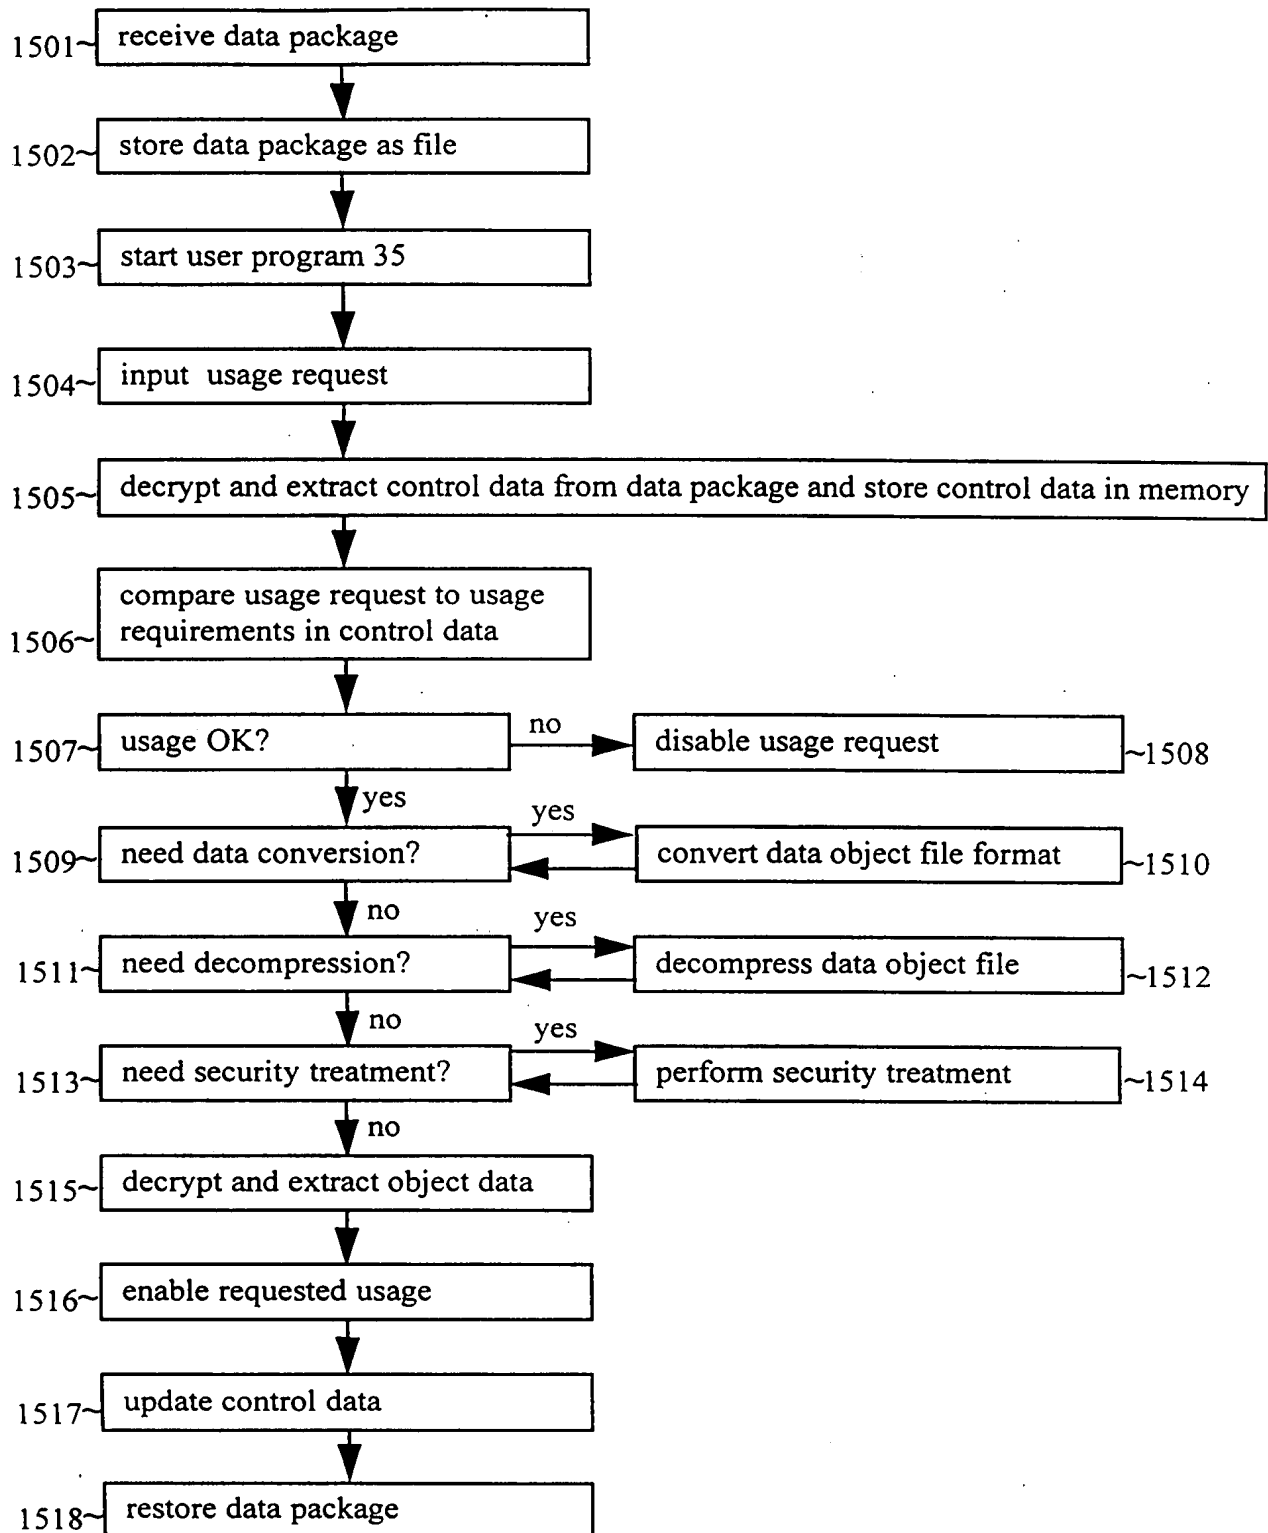 1501~ receive data package
1502~ store data package as file
1503~ start user program 35
1504~ input usage request
1505~ decrypt and extract control data from data package and store control data in memory
compare usage request to usage
1506~ requirements in control data
1507~ usage OK? no disable usage request ~1508
yes
yes
1509~ need data conversion? convert data object file format ~1510
no
yes
1511~ need decompression? decompress data object file ~1512
no
yes
1513~ need security treatment? perform security treatment ~1514
no
1515~ decrypt and extract object data
1516~ enable requested usage
1517~ update control data
1518~ restore data package